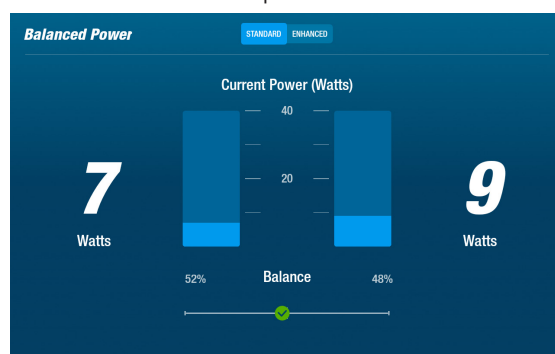 Balanced Power
STANDARD ENHANCED
Current Power (Watts)
40
20
7
Watts
9
Watts
52% Balance 48%